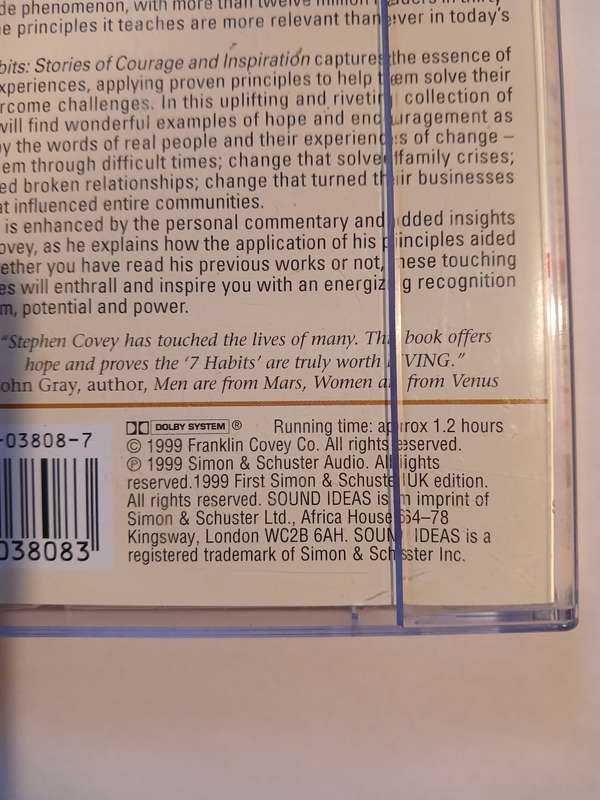 de phenomenon, with more than twelve million in thirty
e principles it teaches are more relevant than ever in today's
bits: Stories of Courage and Inspiration captures the essence of
xperiences, applying proven principles to help them solve their
rcome challenges. In this uplifting and riveting collection of
will find wonderful examples of hope and encouragement as
by the words of real people and their experiences of change –
em through difficult times; change that solved family crises;
ed broken relationships; change that turned their businesses
at influenced entire communities.
is enhanced by the personal commentary and added insights
ovey, as he explains how the application of his principles aided
ether you have read his previous works or not, these touching
es will enthrall and inspire you with an energizing recognition
m, potential and power.
"Stephen Covey has touched the lives of many. This book offers
hope and proves the '7 Habits' are truly worth LIVING."
ohn Gray, author, Men are from Mars, Women are from Venus
DOLBY SYSTEM ® Running time: approx 1.2 hours
-03808-7
© 1999 Franklin Covey Co. All rights reserved.
℗ 1999 Simon & Schuster Audio. All rights
reserved.1999 First Simon & Schuster UK edition.
All rights reserved. SOUND IDEAS is an imprint of
Simon & Schuster Ltd., Africa House, 64–78
Kingsway, London WC2B 6AH. SOUND IDEAS is a
registered trademark of Simon & Schuster Inc.
038083